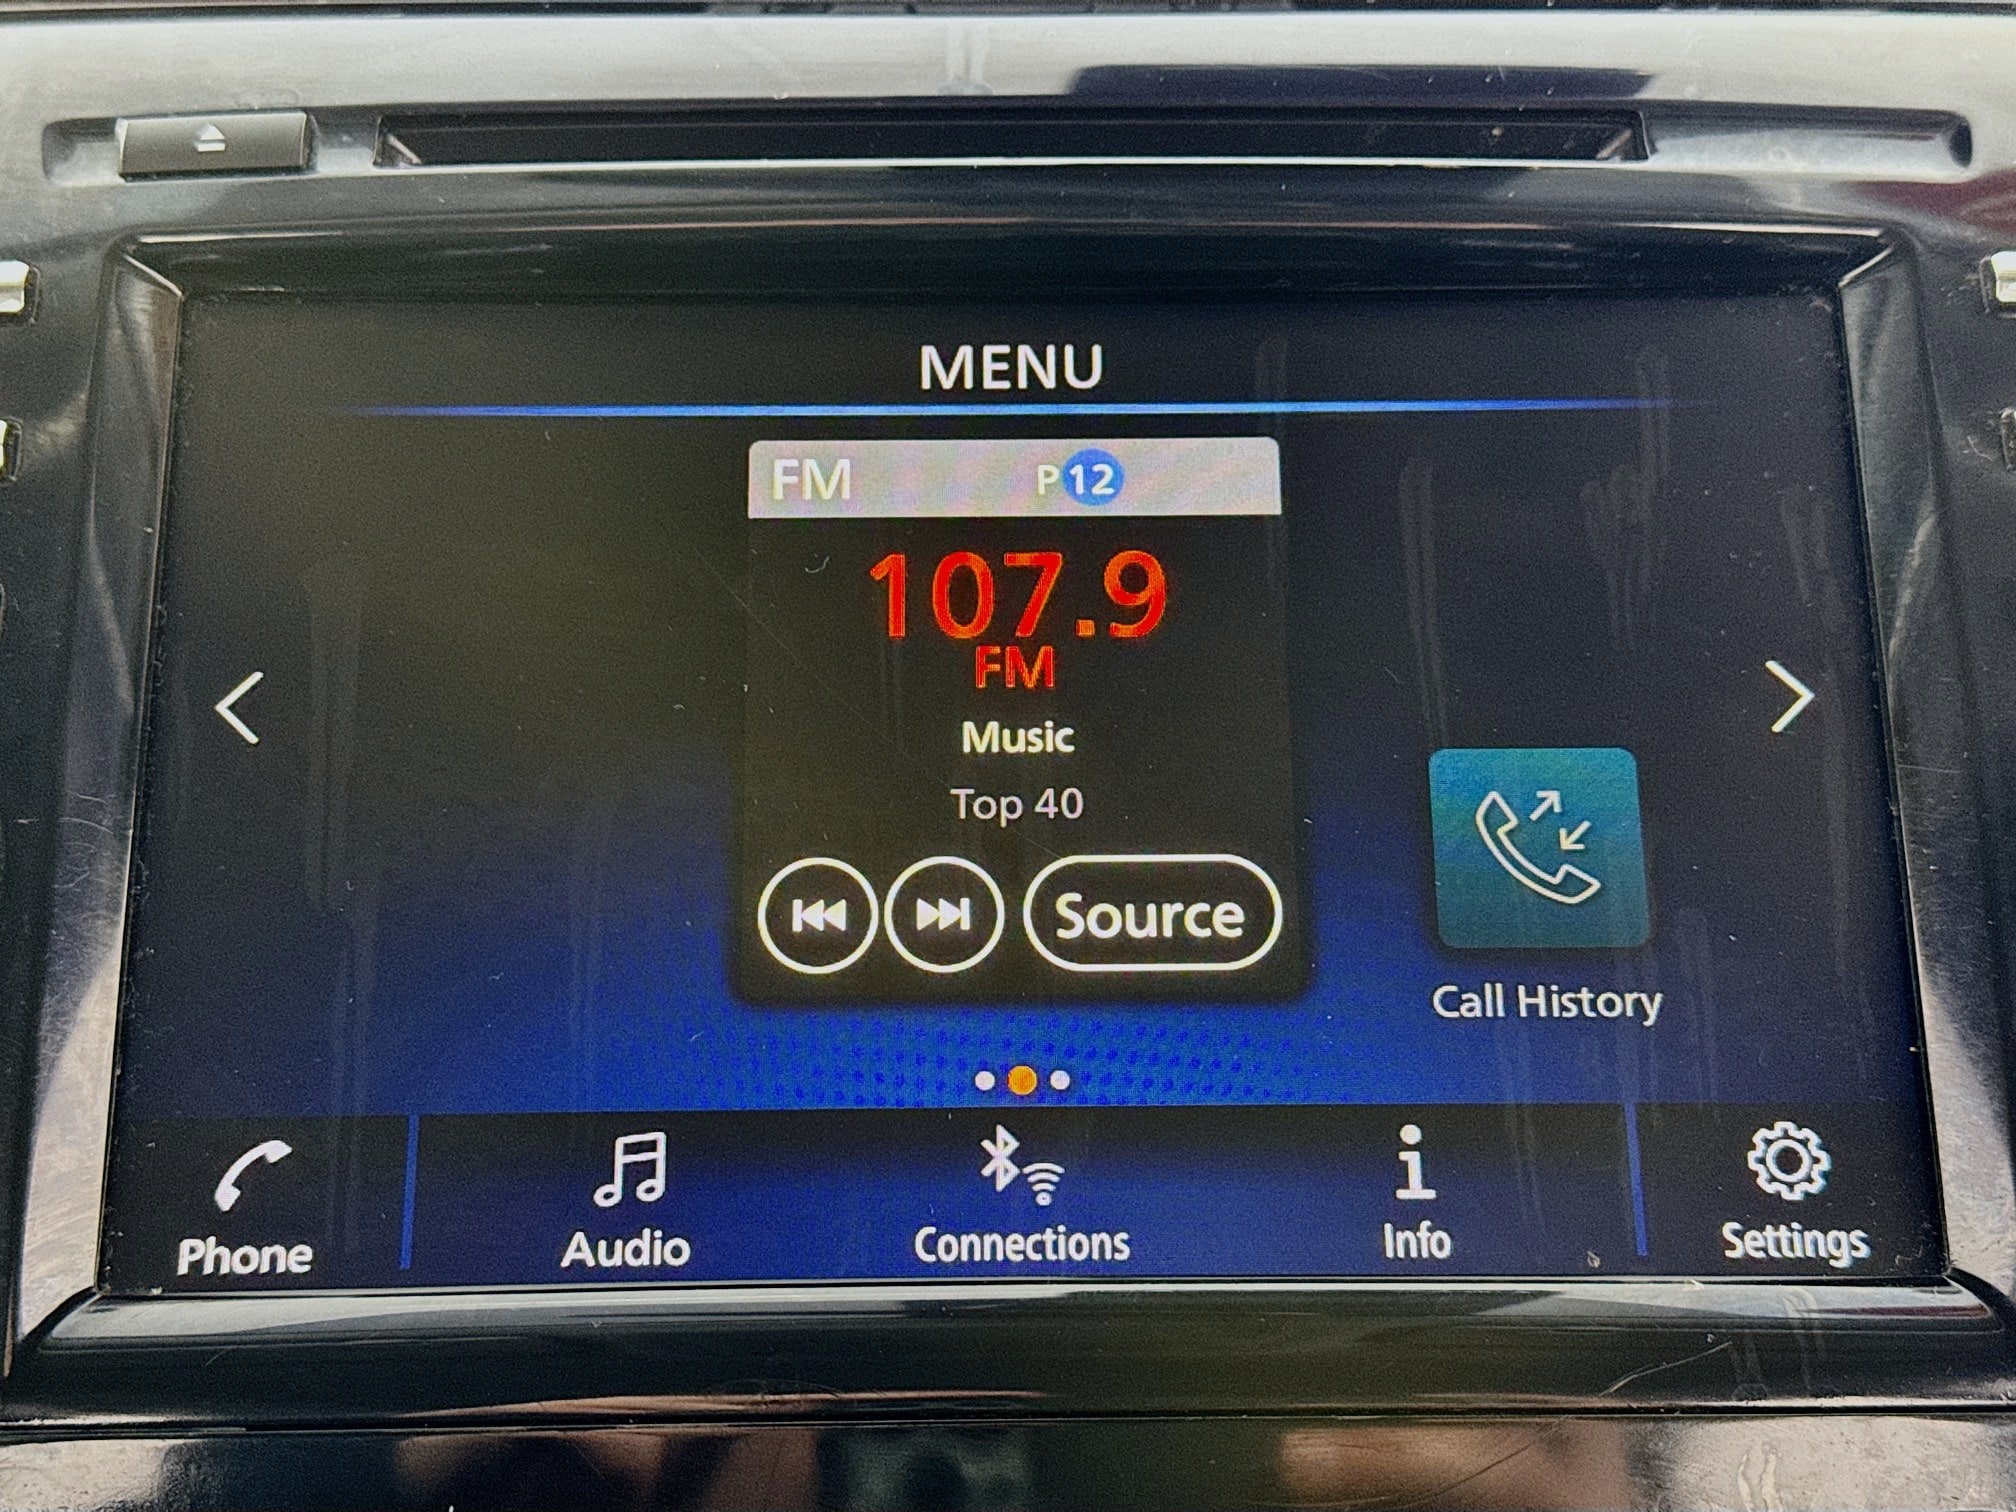 MENU
FM P12
107.9
FM
Music
Top 40
Source
Call History
Phone Audio Connections Info Settings